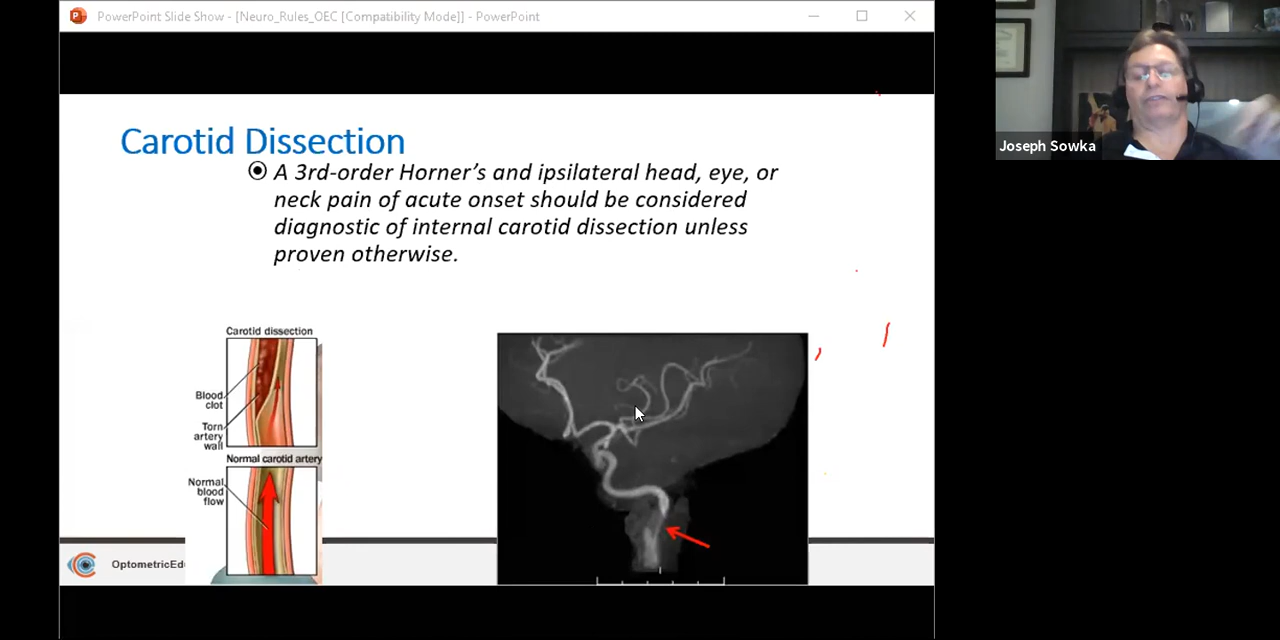 PowerPoint Slide Show - [Neuro_Rules_OEC [Compatibility Mode]] - PowerPoint
Carotid Dissection
A 3rd-order Horner's and ipsilateral head, eye, or
neck pain of acute onset should be considered
diagnostic of internal carotid dissection unless
proven otherwise.
Carotid dissection
Blood
clot
Torn
artery
wall
Normal carotid artery
Normal
blood
flow
OptometricEdu
Joseph Sowka